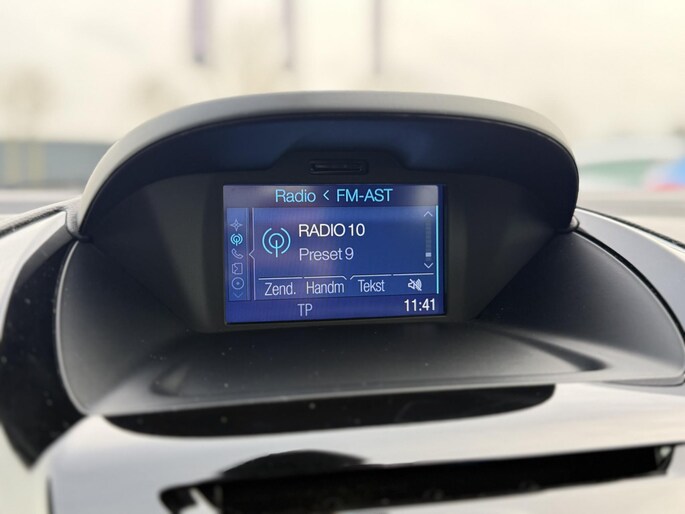 Radio < FM-AST
RADIO 10
Preset 9
Zend. Handm Tekst
TP 11:41